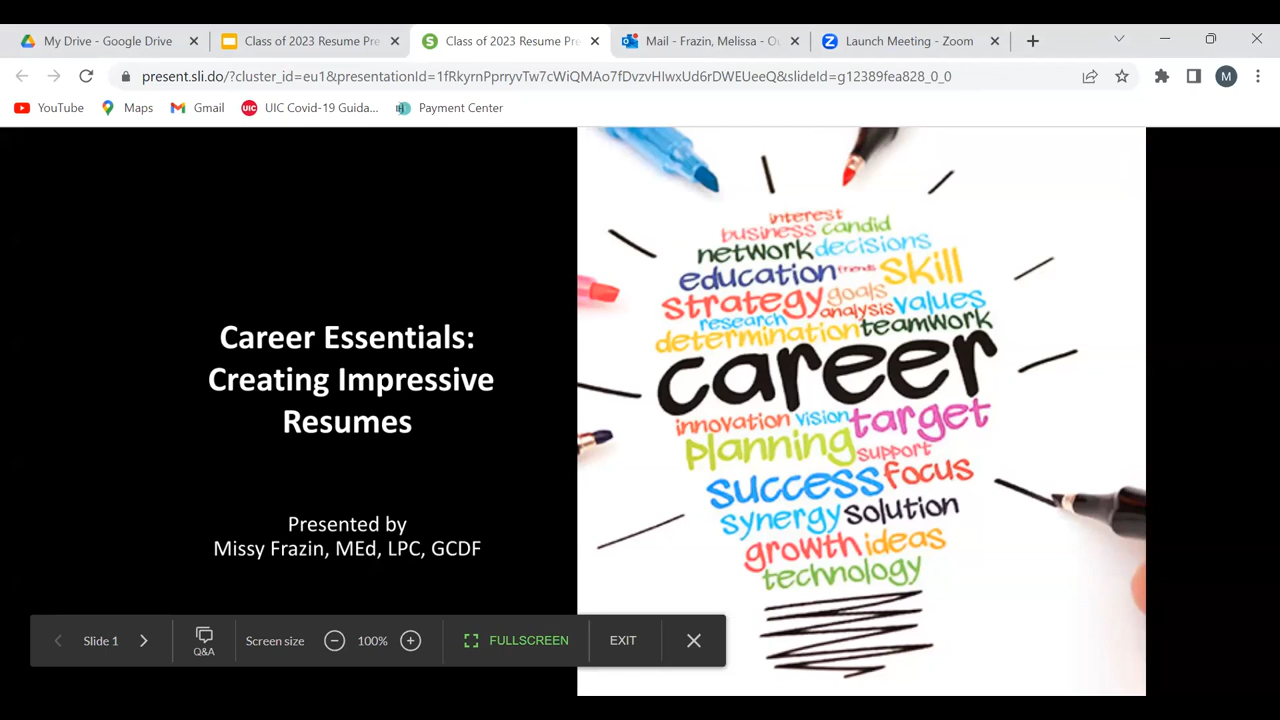 My Drive - Google Drive
Class of 2023 Resume Pre
Class of 2023 Resume Pre
Mail - Frazin, Melissa - Ou
Launch Meeting - Zoom
present.sli.do/?cluster_id=eu1&presentationId=1fRkyrnPprryvTw7cWiQMAo7fDvzvHIwxUd6rDWEUeeQ&slideId=g12389fea828_0_0
M
YouTube
Maps
Gmail
UIC
UIC Covid-19 Guida...
Payment Center
Career Essentials:
Creating Impressive
Resumes
Presented by
Missy Frazin, MEd, LPC, GCDF
interest
business candid
network decisions
education friends skill
strategy goals
research analysis values
determination teamwork
career
innovation vision target
planning support
success focus
synergy solution
growth ideas
technology
Slide 1
Q&A
Screen size
100%
FULLSCREEN
EXIT